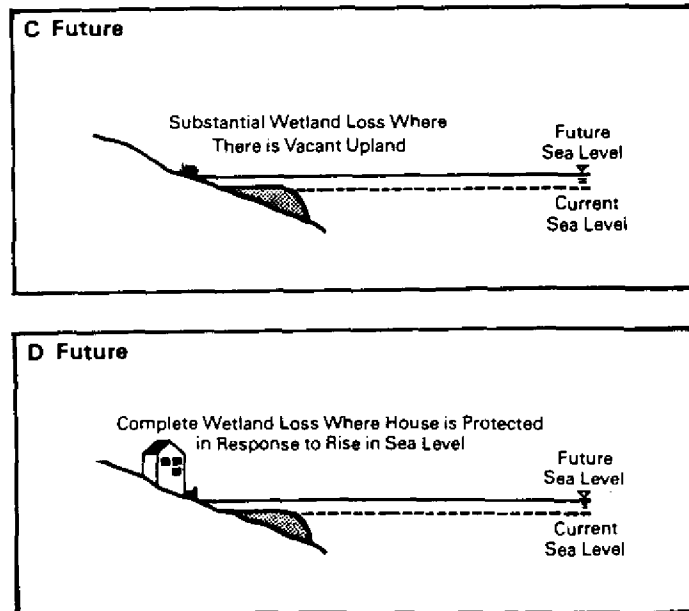 C Future
Substantial Wetland Loss Where
There is Vacant Upland
Future
Sea Level
Current
Sea Level
D Future
Complete Wetland Loss Where House is Protected
in Response to Rise in Sea Level
Future
Sea Level
Current
Sea Level